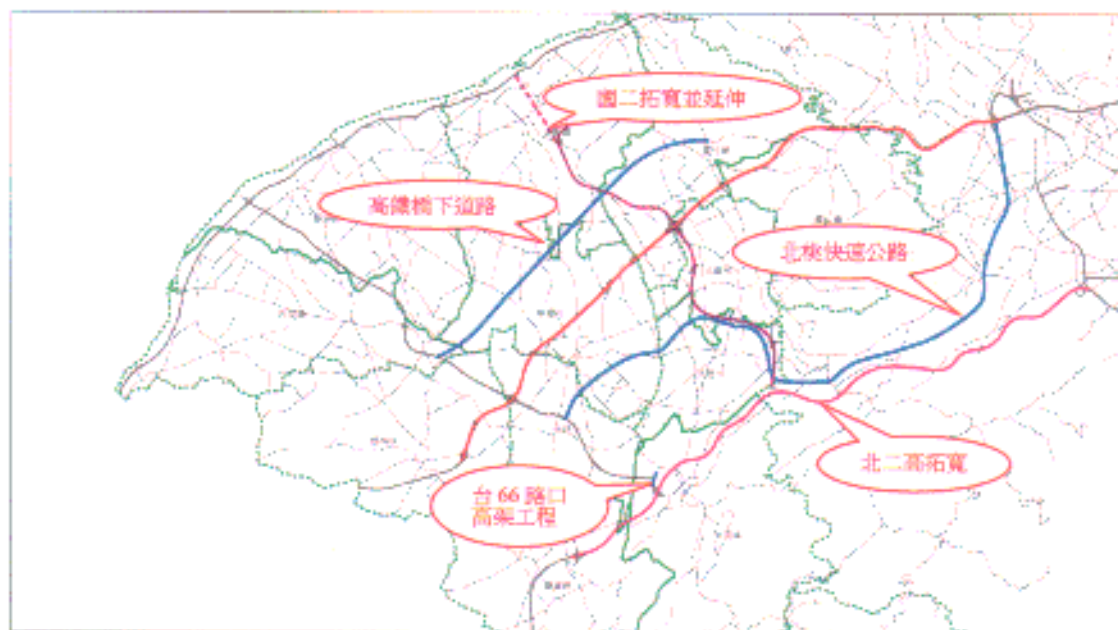 國二拓寬並延伸
高鐵橋下道路
北桃快速公路
北二高拓寬
台 66 路口
高架工程